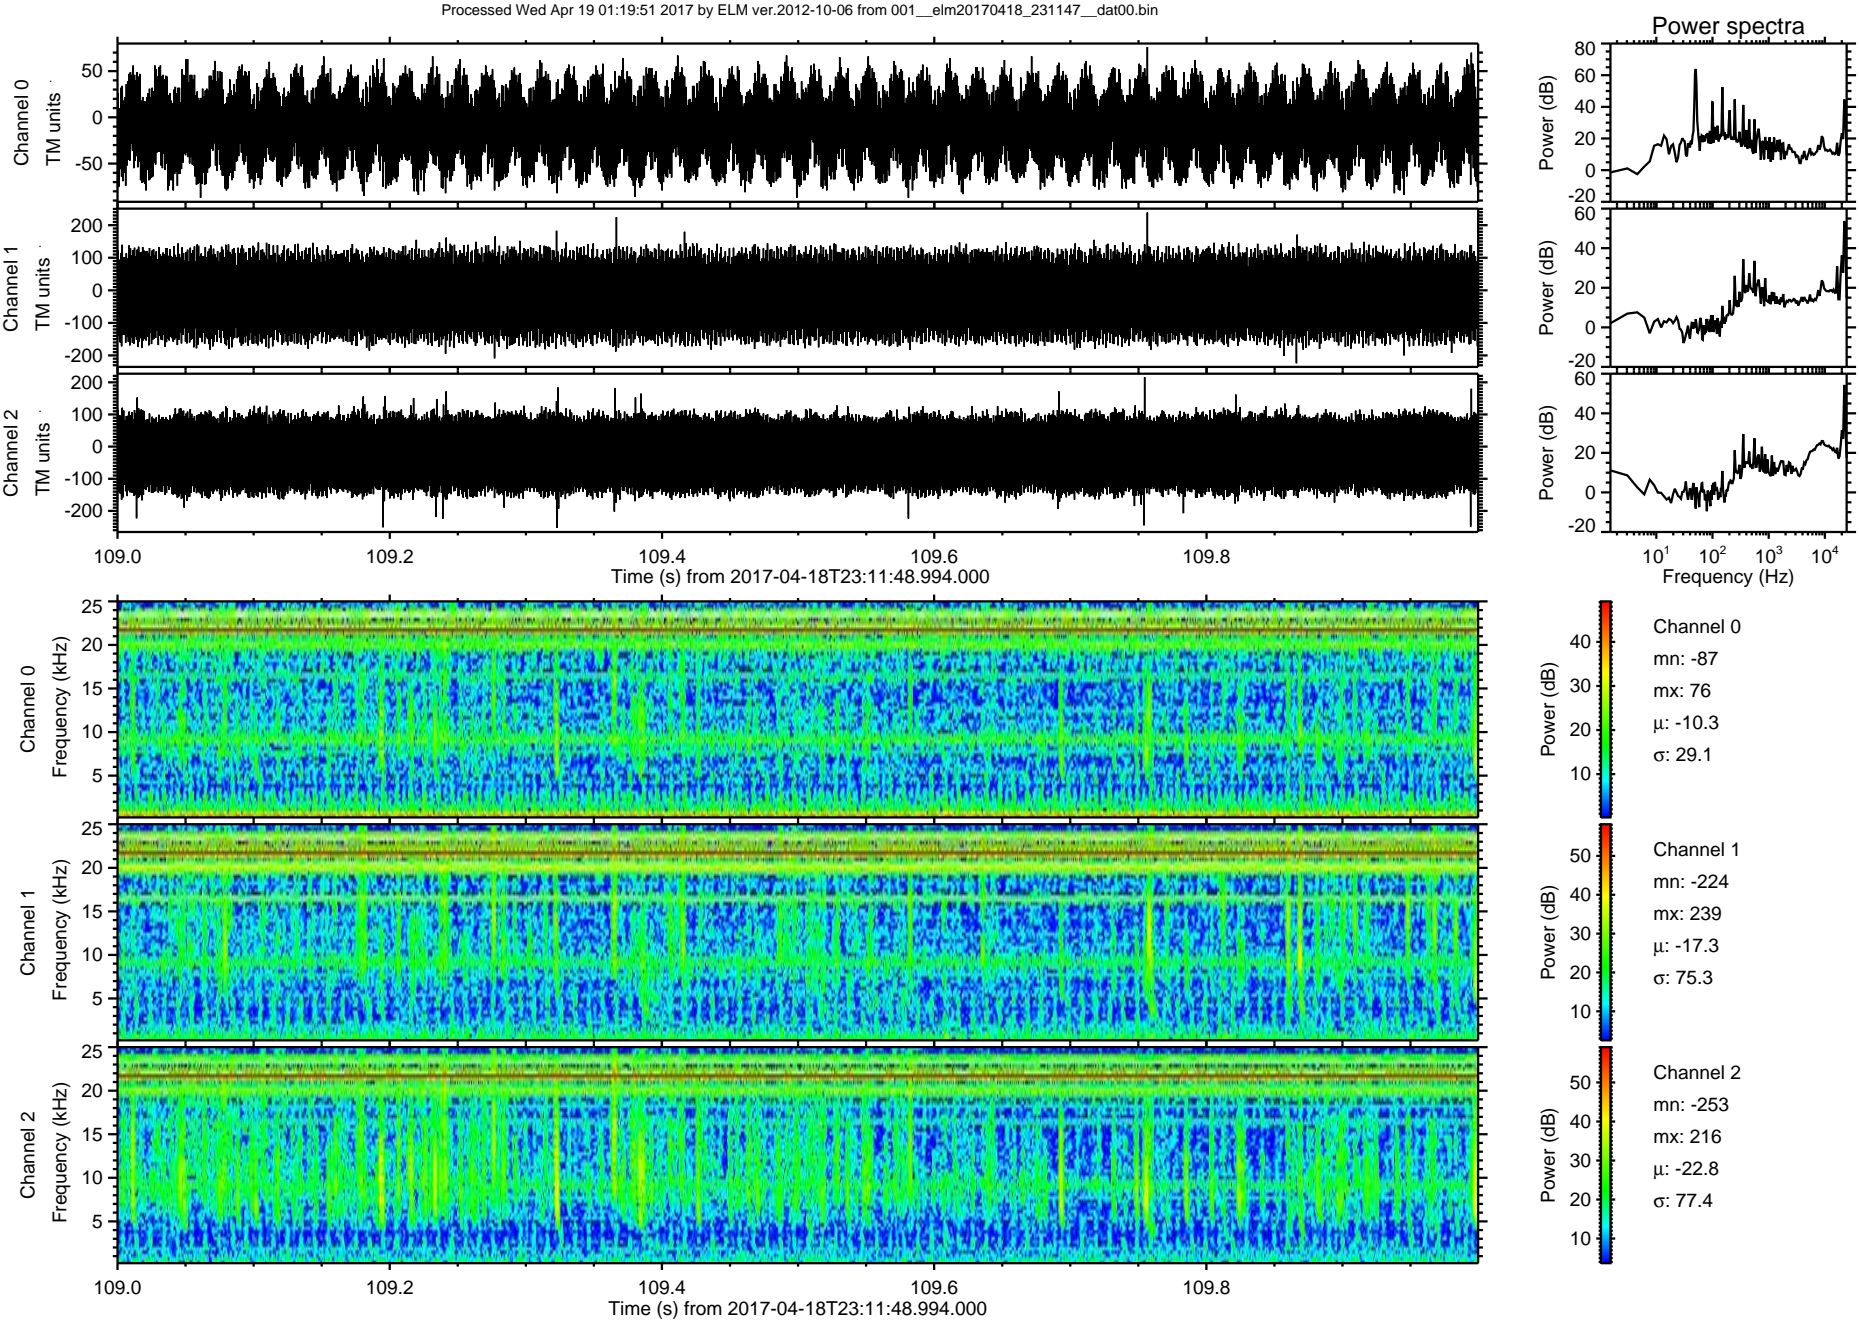 Processed Wed Apr 19 01:19:51 2017 by ELM ver.2012-10-06 from 001__elm20170418_231147__dat00.bin
Power spectra
Channel 0
TM units
50
0
-50
Power (dB)
80
60
40
20
0
-20
Channel 1
TM units
200
100
0
-100
-200
Power (dB)
60
40
20
0
-20
Channel 2
TM units
200
100
0
-100
-200
Power (dB)
60
40
20
0
-20
109.0 109.2 109.4 109.6 109.8
Time (s) from 2017-04-18T23:11:48.994.000
10¹ 10² 10³ 10⁴
Frequency (Hz)
Channel 0
Frequency (kHz)
25
20
15
10
5
Power (dB)
40
30
20
10
Channel 0
mn: -87
mx: 76
μ: -10.3
σ: 29.1
Channel 1
Frequency (kHz)
25
20
15
10
5
Power (dB)
50
40
30
20
10
Channel 1
mn: -224
mx: 239
μ: -17.3
σ: 75.3
Channel 2
Frequency (kHz)
25
20
15
10
5
Power (dB)
50
40
30
20
10
Channel 2
mn: -253
mx: 216
μ: -22.8
σ: 77.4
109.0 109.2 109.4 109.6 109.8
Time (s) from 2017-04-18T23:11:48.994.000